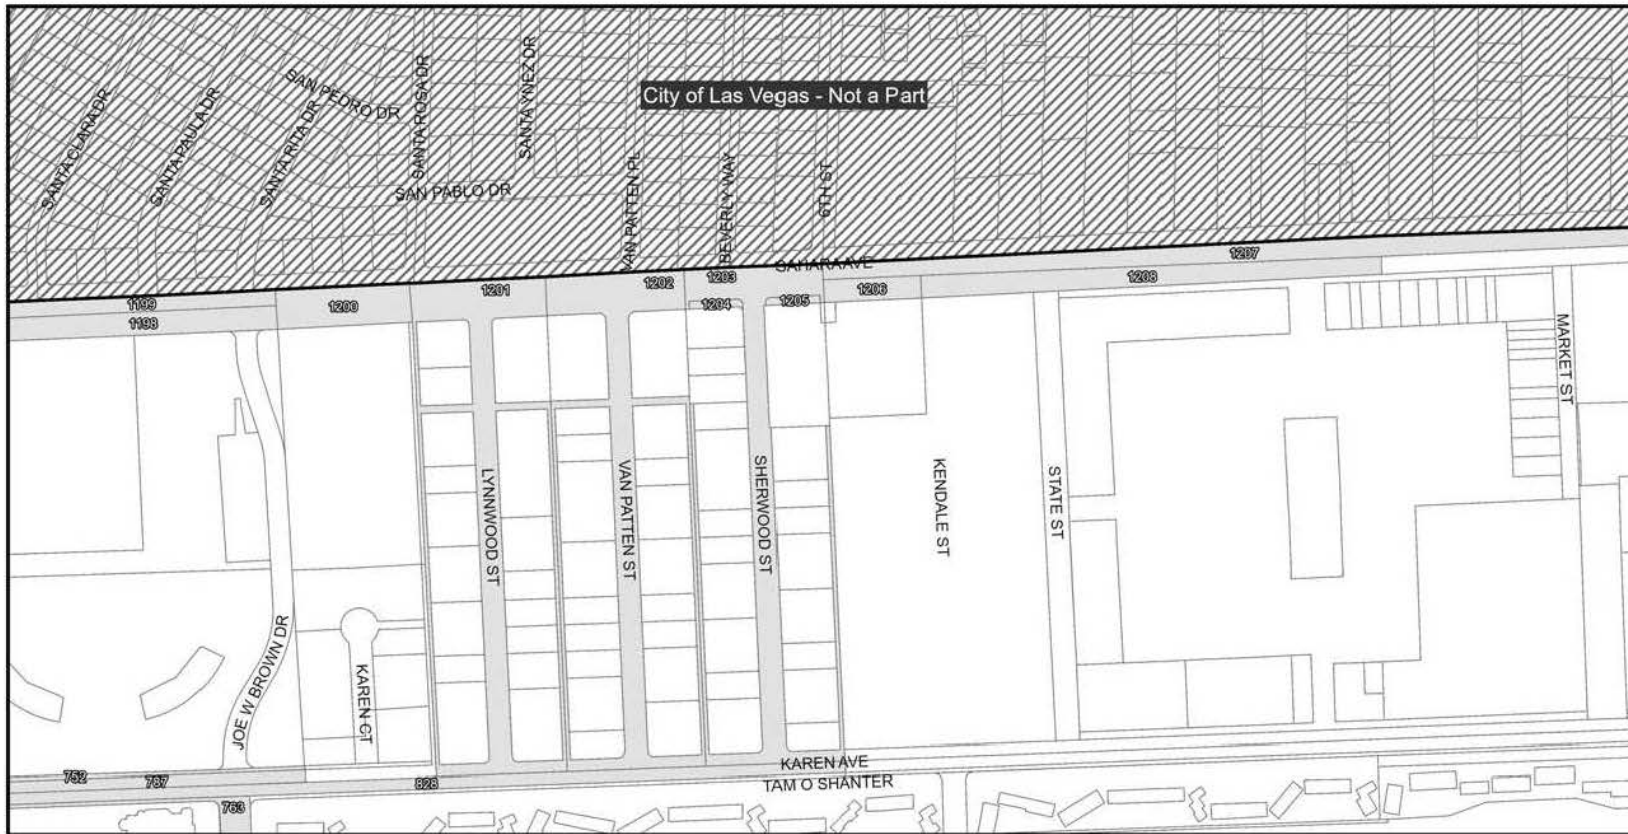 SANTA CLARA DR
SANTA PAULA DR
SAN PEDRO DR
SANTA RITA DR
SANTA ROSA DR
SANTA YNEZ DR
City of Las Vegas - Not a Part
SAN PABLO DR
VAN PATTEN PL
BEVERLY WAY
6TH ST
SAHARA AVE
1207
1199
1198
1200
1201
1202
1203
1204
1205
1206
1208
MARKET ST
LYNNWOOD ST
VAN PATTEN ST
SHERWOOD ST
KENDALE ST
STATE ST
JOE W BROWN DR
KAREN CT
KAREN AVE
TAM O SHANTER
752
787
828
763